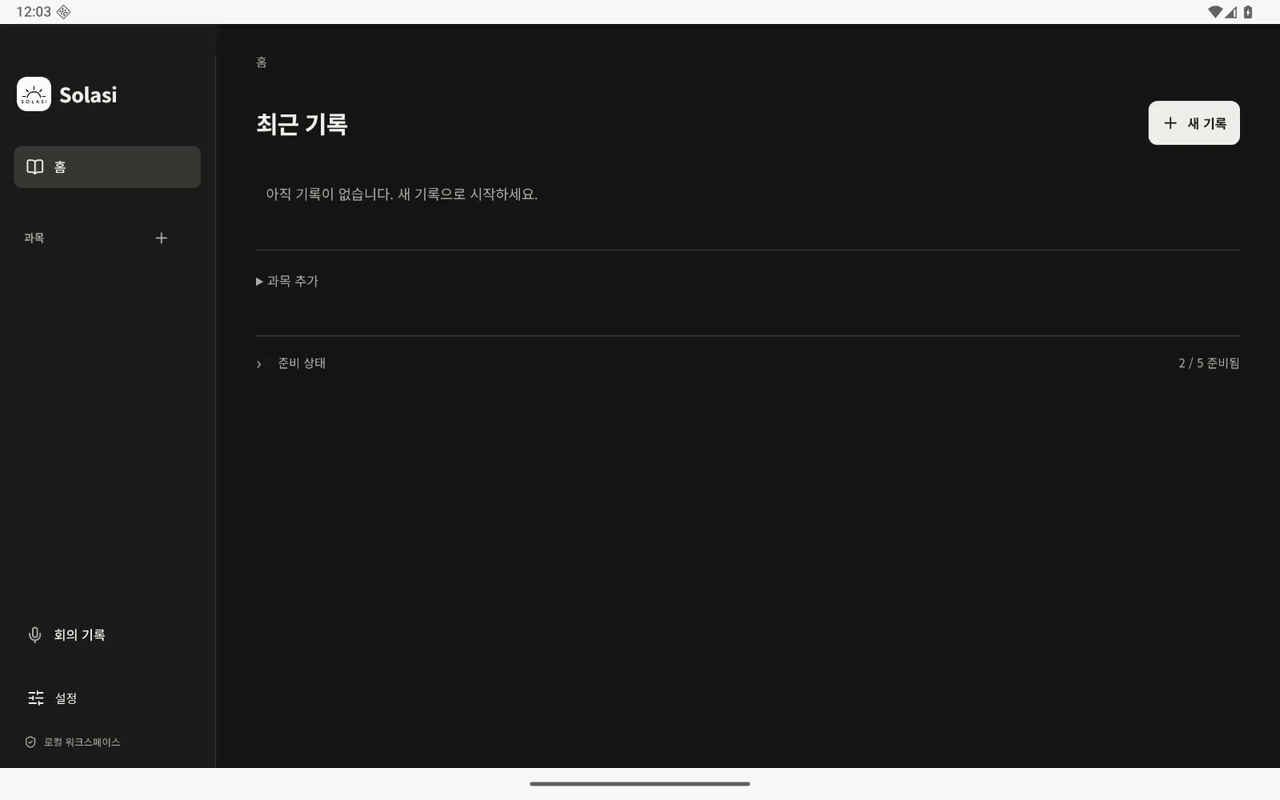 12:03
SOLASI
Solasi
홈
과목
회의 기록
설정
로컬 워크스페이스
홈
최근 기록
새 기록
아직 기록이 없습니다. 새 기록으로 시작하세요.
과목 추가
준비 상태
2 / 5 준비됨